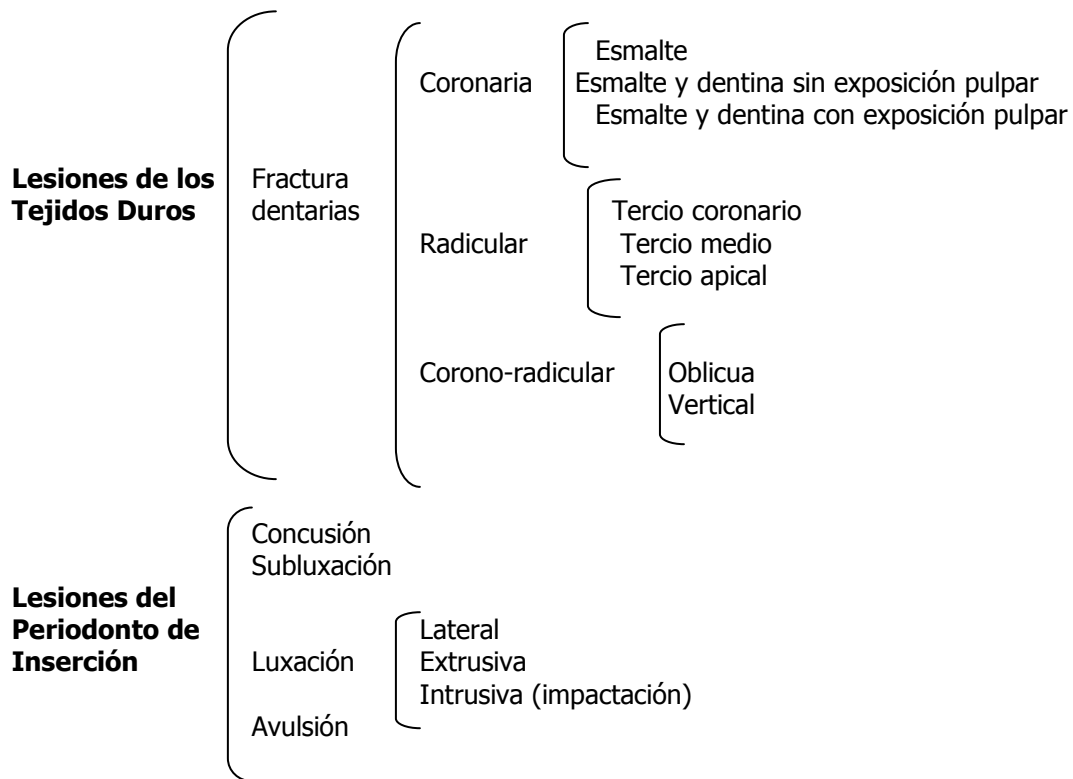 Esmalte
Coronaria Esmalte y dentina sin exposición pulpar
Esmalte y dentina con exposición pulpar
Lesiones de los Fractura
Tejidos Duros dentarias
Tercio coronario
Radicular Tercio medio
Tercio apical
Corono-radicular Oblicua
Vertical
Concusión
Subluxación
Lesiones del
Periodonto de Lateral
Inserción Luxación Extrusiva
Intrusiva (impactación)
Avulsión